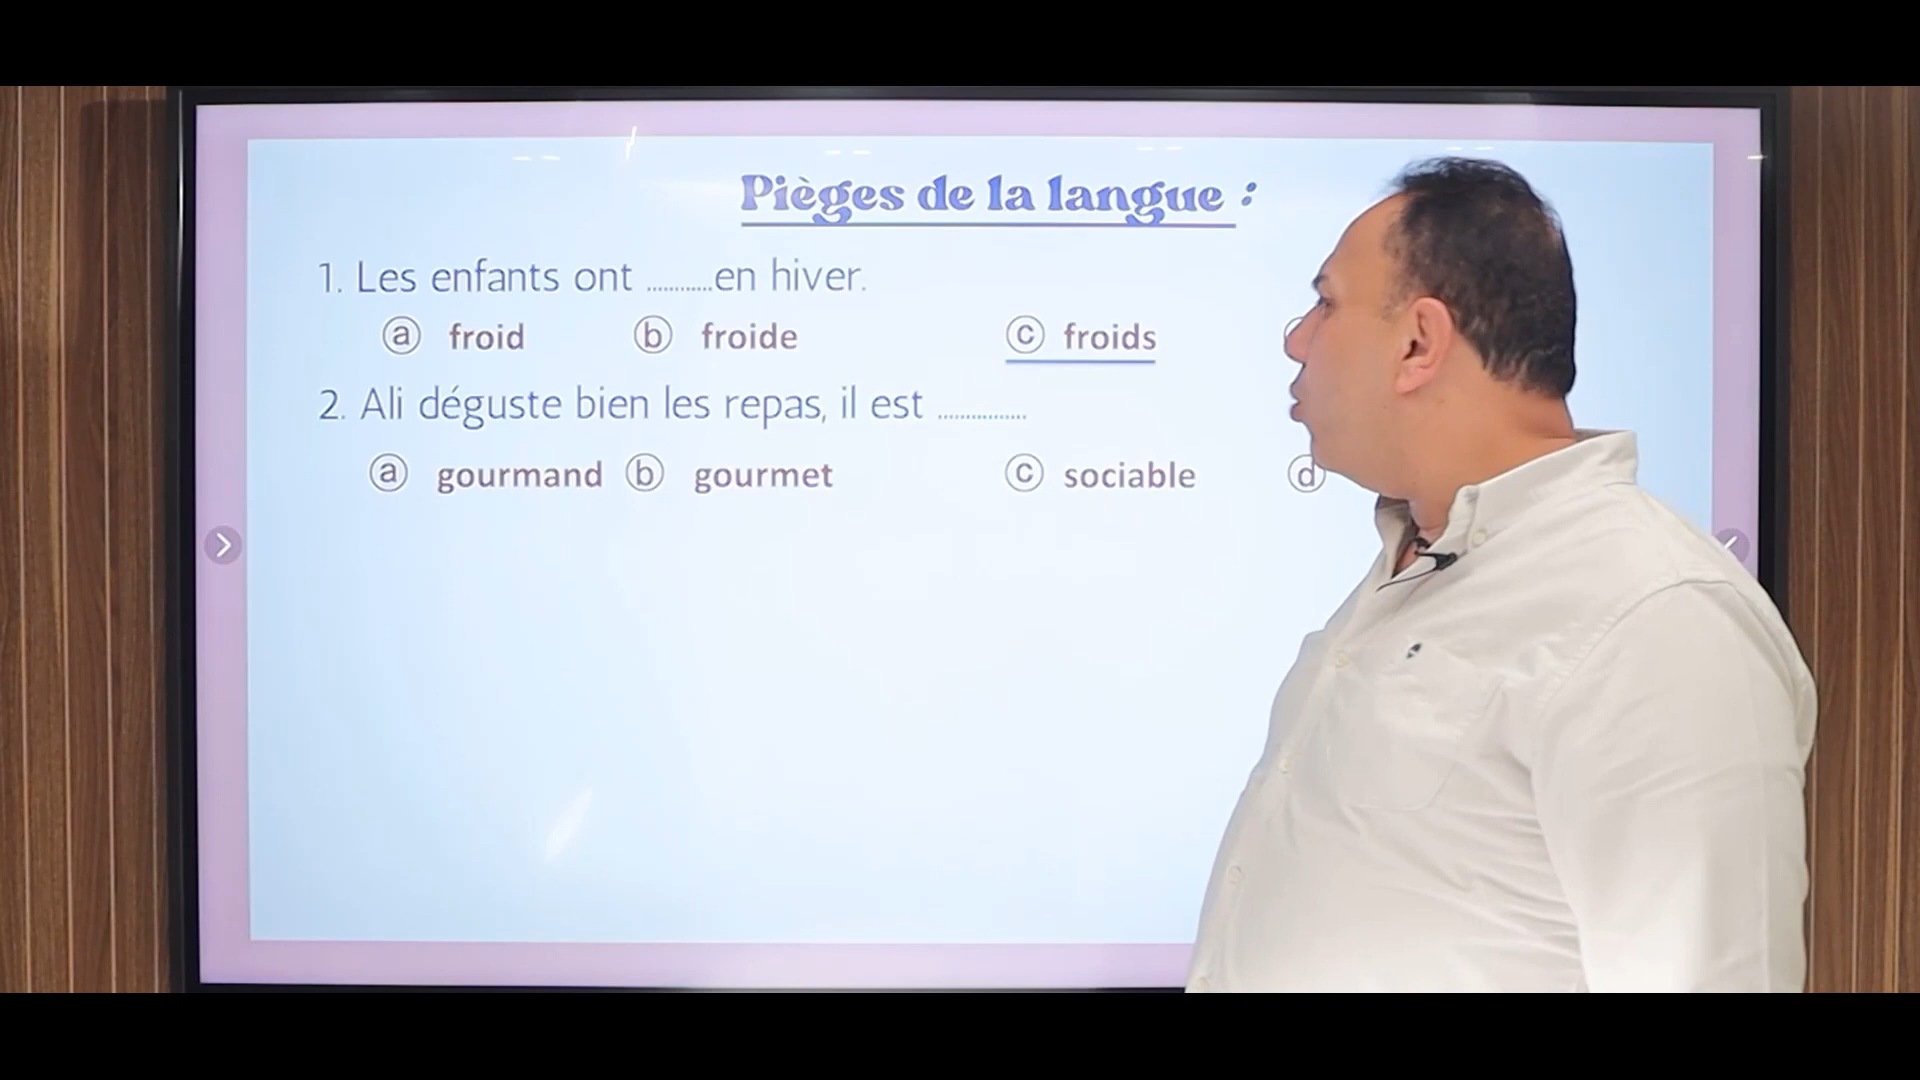 Pièges de la langue :
1. Les enfants ont ............en hiver.
a froid b froide c froids
2. Ali déguste bien les repas, il est ................
a gourmand b gourmet c sociable d